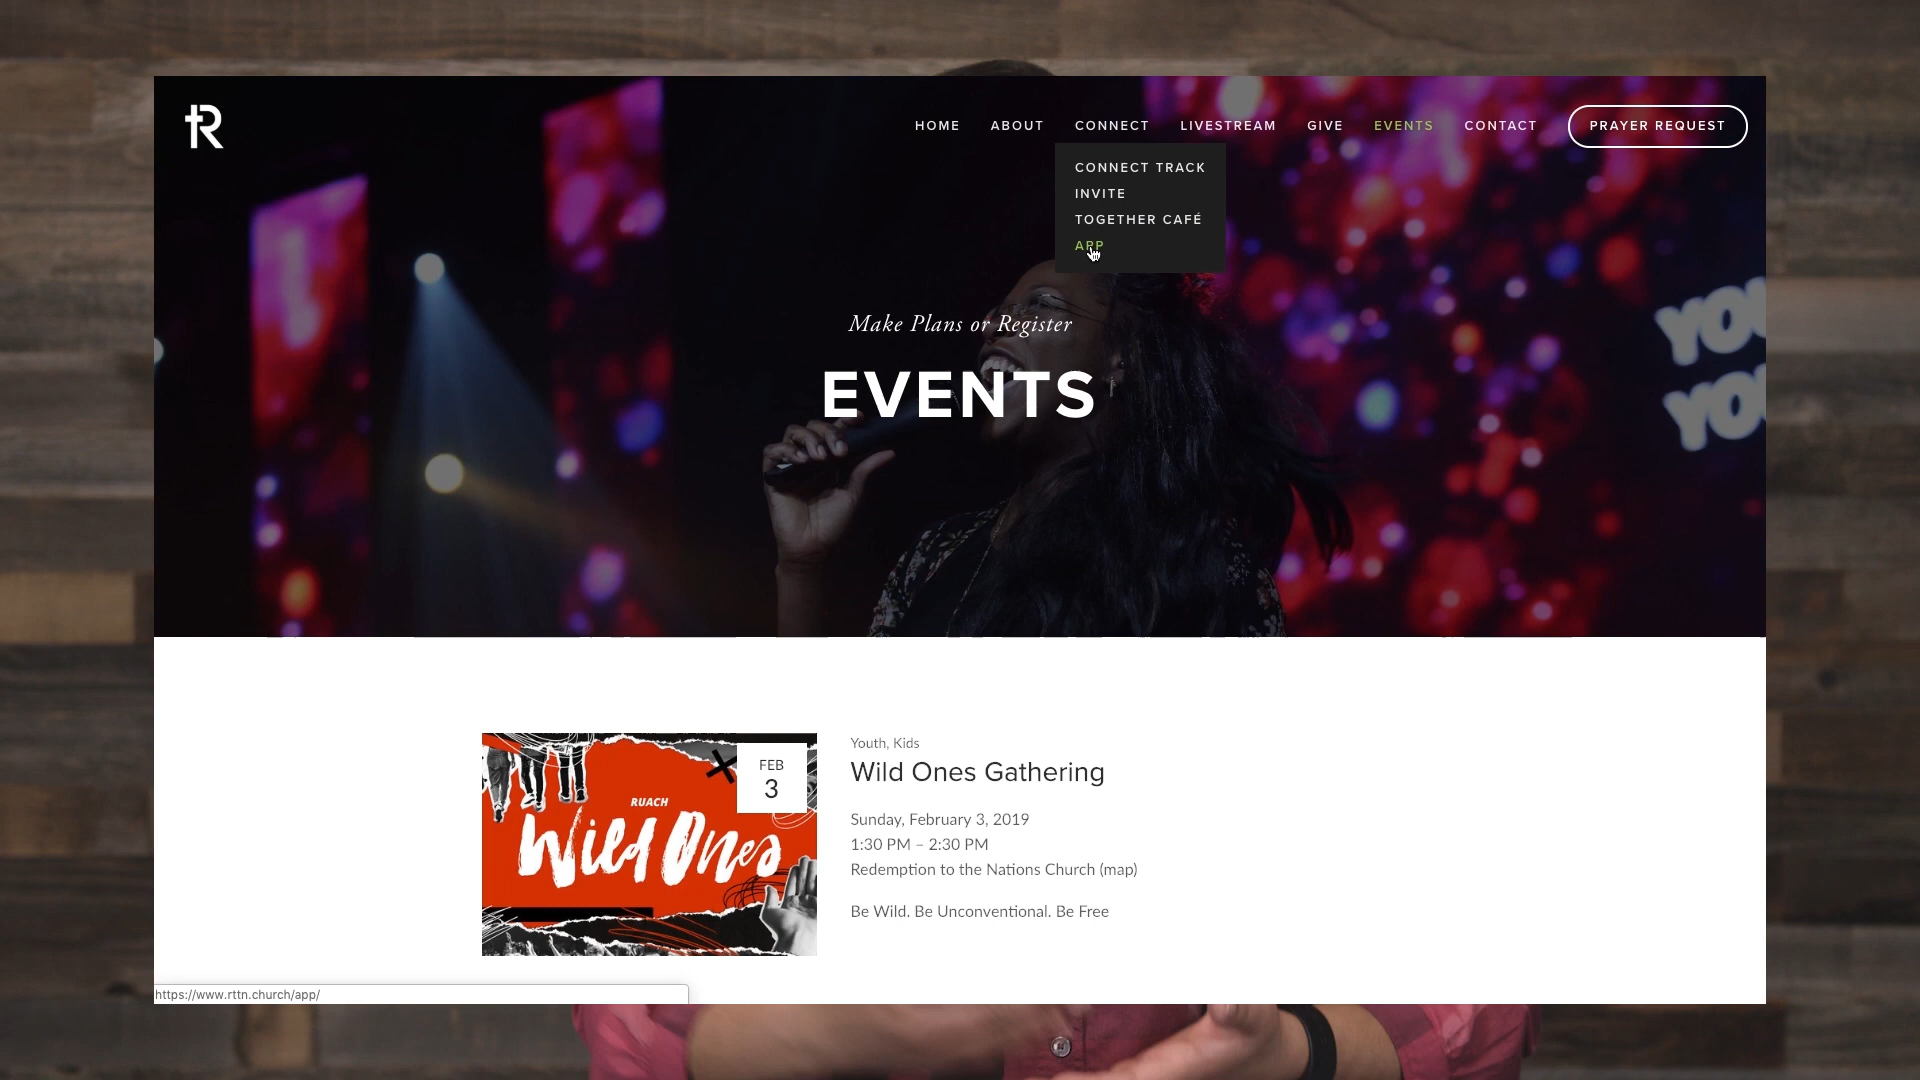 HOME ABOUT CONNECT LIVESTREAM GIVE EVENTS CONTACT PRAYER REQUEST
CONNECT TRACK
INVITE
TOGETHER CAFÉ
APP
Make Plans or Register
EVENTS
YOU
YOU
FEB
3
RUACH
Wild Ones
Youth, Kids
Wild Ones Gathering
Sunday, February 3, 2019
1:30 PM – 2:30 PM
Redemption to the Nations Church (map)
Be Wild. Be Unconventional. Be Free
https://www.rttn.church/app/